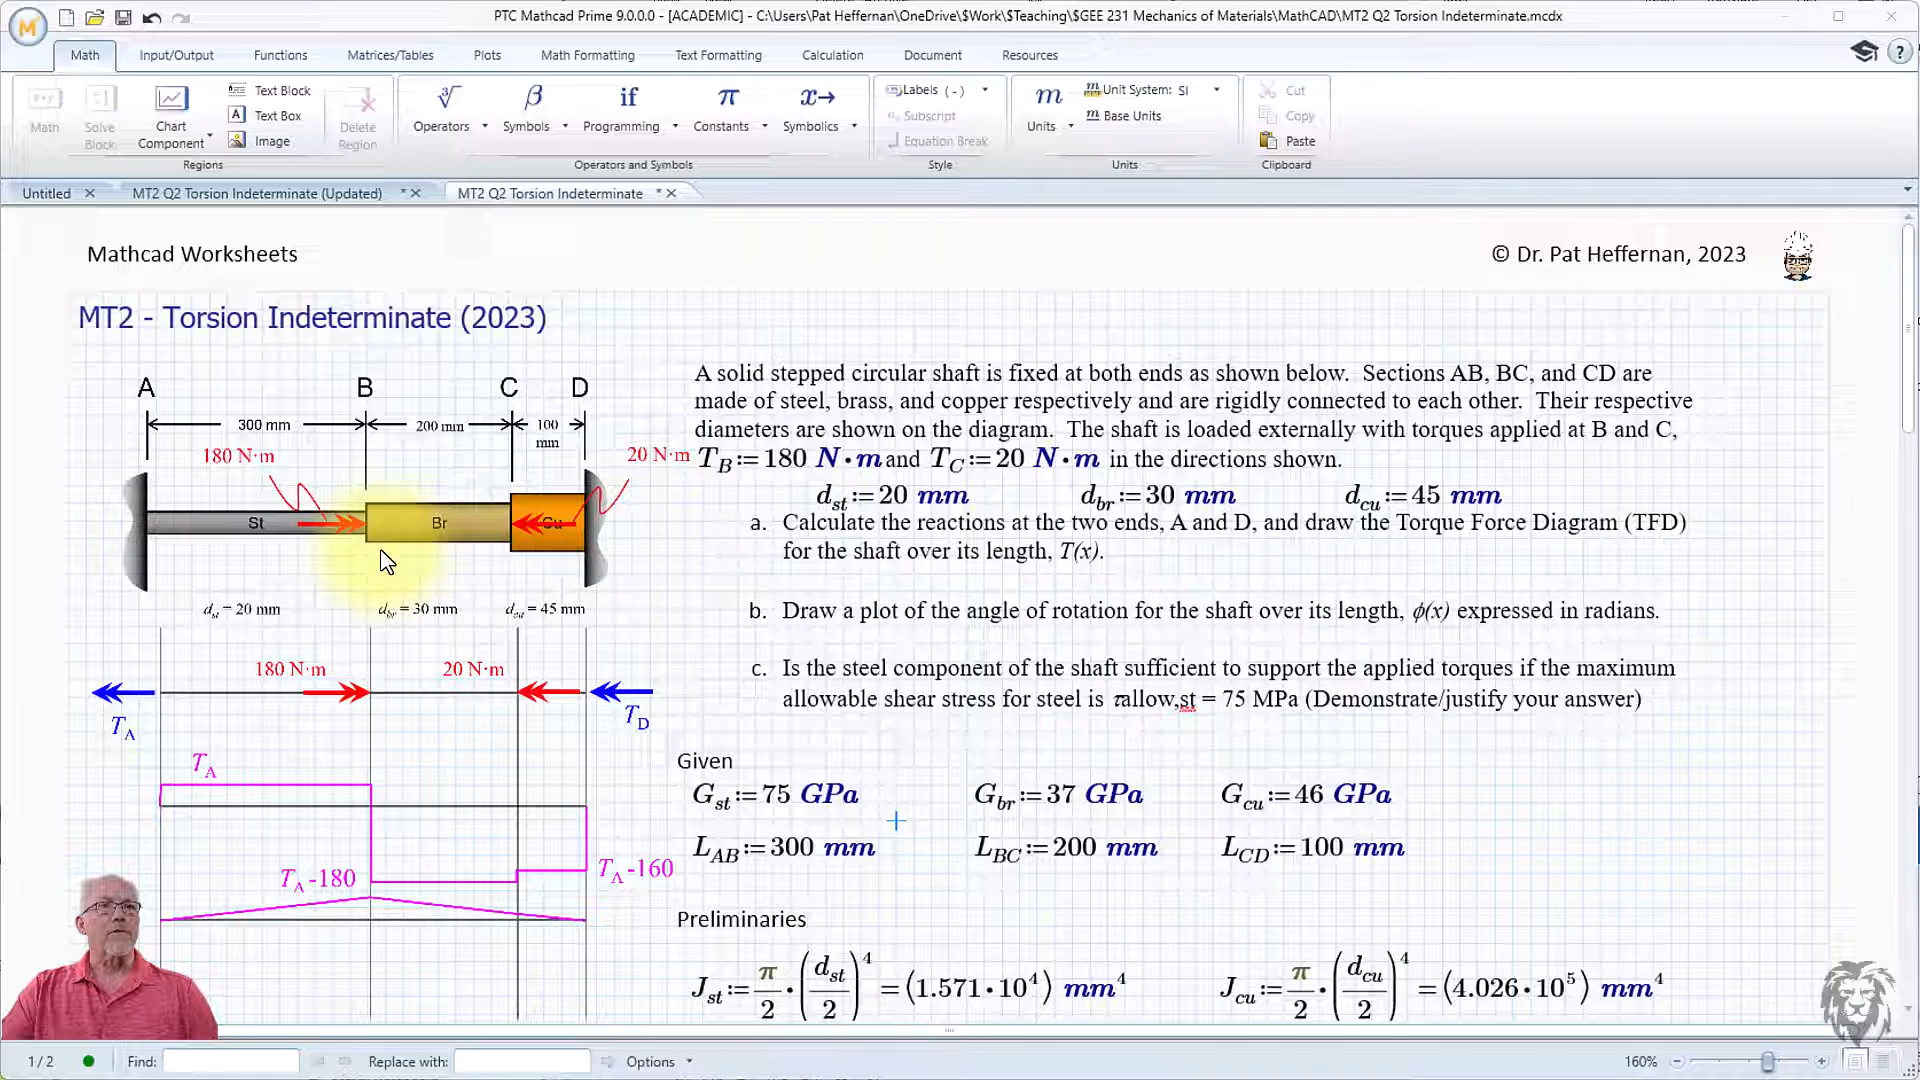 PTC Mathcad Prime 9.0.0.0 - [ACADEMIC] - C:\Users\Pat Heffernan\OneDrive\$Work\$Teaching\$GEE 231 Mechanics of Materials\MathCAD\MT2 Q2 Torsion Indeterminate.mcdx
Math Input/Output Functions Matrices/Tables Plots Math Formatting Text Formatting Calculation Document Resources
Math
Solve Block
Chart Component
Text Block
Text Box
Image
Delete Region
Regions
Operators
Symbols
if
Programming
Constants
Symbolics
Operators and Symbols
Labels ( - )
Subscript
Equation Break
Style
Units
Unit System: SI
Base Units
Units
Cut
Copy
Paste
Clipboard
Untitled MT2 Q2 Torsion Indeterminate (Updated) * MT2 Q2 Torsion Indeterminate *
Mathcad Worksheets © Dr. Pat Heffernan, 2023
MT2 - Torsion Indeterminate (2023)
A B C D
300 mm 200 mm 100 mm
180 N·m 20 N·m
St Br Cu
d_st = 20 mm d_br = 30 mm d_cu = 45 mm
180 N·m 20 N·m
T_A T_D
T_A
T_A -180 T_A -160
A solid stepped circular shaft is fixed at both ends as shown below. Sections AB, BC, and CD are
made of steel, brass, and copper respectively and are rigidly connected to each other. Their respective
diameters are shown on the diagram. The shaft is loaded externally with torques applied at B and C,
T_B := 180 N·m and T_C := 20 N·m in the directions shown.
d_st := 20 mm d_br := 30 mm d_cu := 45 mm
a. Calculate the reactions at the two ends, A and D, and draw the Torque Force Diagram (TFD)
for the shaft over its length, T(x).
b. Draw a plot of the angle of rotation for the shaft over its length, ϕ(x) expressed in radians.
c. Is the steel component of the shaft sufficient to support the applied torques if the maximum
allowable shear stress for steel is τallow,st = 75 MPa (Demonstrate/justify your answer)
Given
G_st := 75 GPa G_br := 37 GPa G_cu := 46 GPa
L_AB := 300 mm L_BC := 200 mm L_CD := 100 mm
Preliminaries
J_st := π/2 · (d_st/2)^4 = (1.571·10^4) mm^4 J_cu := π/2 · (d_cu/2)^4 = (4.026·10^5) mm^4
1 / 2 Find: Replace with: Options 160%